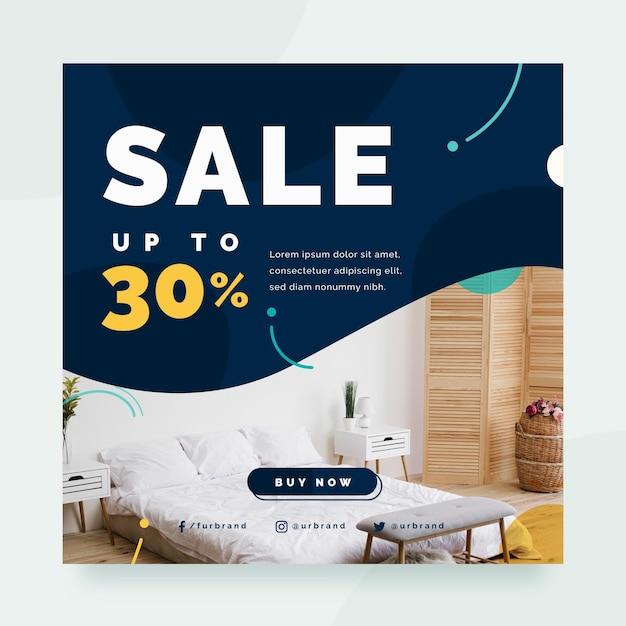 SALE
UP TO
30%
Lorem ipsum dolor sit amet,
consectetuer adipiscing elit,
sed diam nonummy nibh.
BUY NOW
/furbrand @urbrand @urbrand